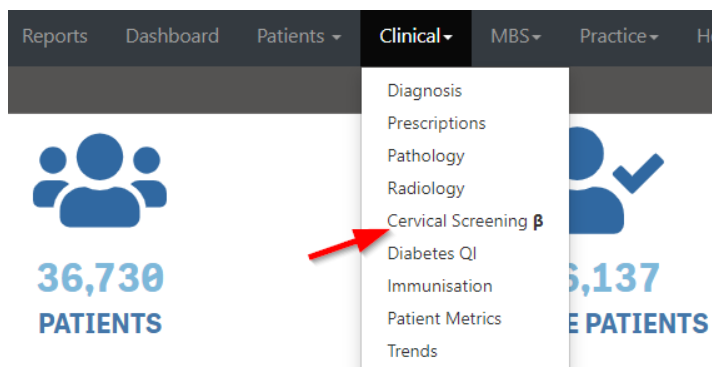 Reports Dashboard Patients Clinical MBS Practice
Diagnosis
Prescriptions
Pathology
Radiology
Cervical Screening β
Diabetes QI
Immunisation
Patient Metrics
Trends
36,730
PATIENTS
,137
E PATIENTS